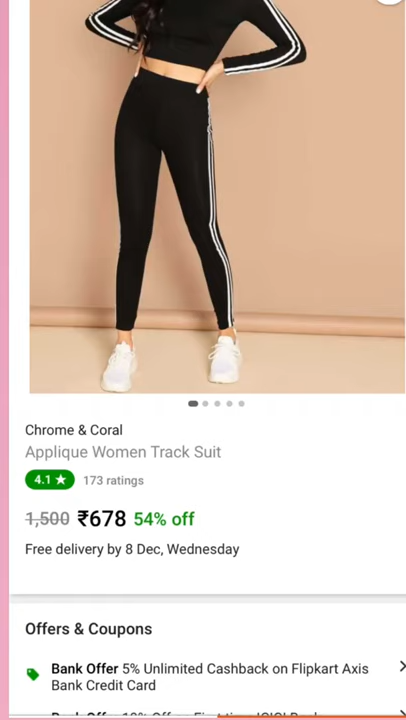 Chrome & Coral
Applique Women Track Suit
4.1 ★ 173 ratings
1,500 ₹678 54% off
Free delivery by 8 Dec, Wednesday
Offers & Coupons
Bank Offer 5% Unlimited Cashback on Flipkart Axis
Bank Credit Card